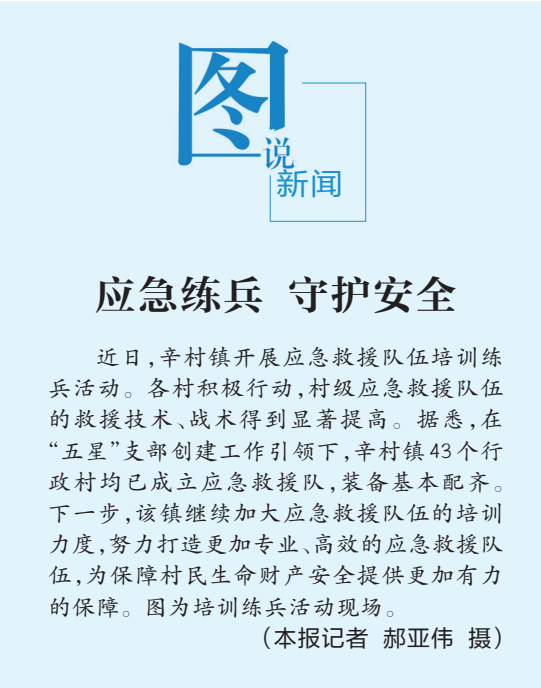 图
说
新闻
应急练兵 守护安全
近日，辛村镇开展应急救援队伍培训练
兵活动。各村积极行动，村级应急救援队伍
的救援技术、战术得到显著提高。据悉，在
“五星”支部创建工作引领下，辛村镇43个行
政村均已成立应急救援队，装备基本配齐。
下一步，该镇继续加大应急救援队伍的培训
力度，努力打造更加专业、高效的应急救援队
伍，为保障村民生命财产安全提供更加有力
的保障。图为培训练兵活动现场。
（本报记者 郝亚伟 摄）